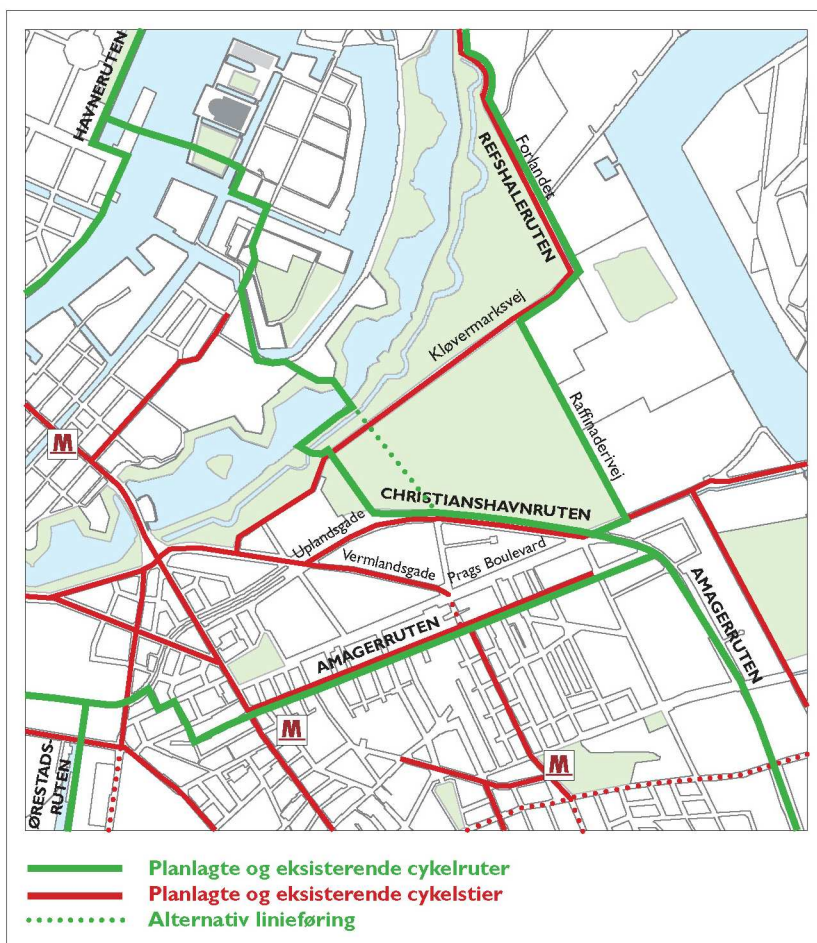 HAVNERUTEN
Forlandet
REFSHALERUTEN
Kløvermarksvej
Raffinaderivej
M
CHRISTIANSHAVNRUTEN
Uplandsgade
Vermlandsgade
Prags Boulevard
AMAGERRUTEN
AMAGERRUTEN
M
M
ØRESTADS-
RUTEN
Planlagte og eksisterende cykelruter
Planlagte og eksisterende cykelstier
Alternativ linieføring